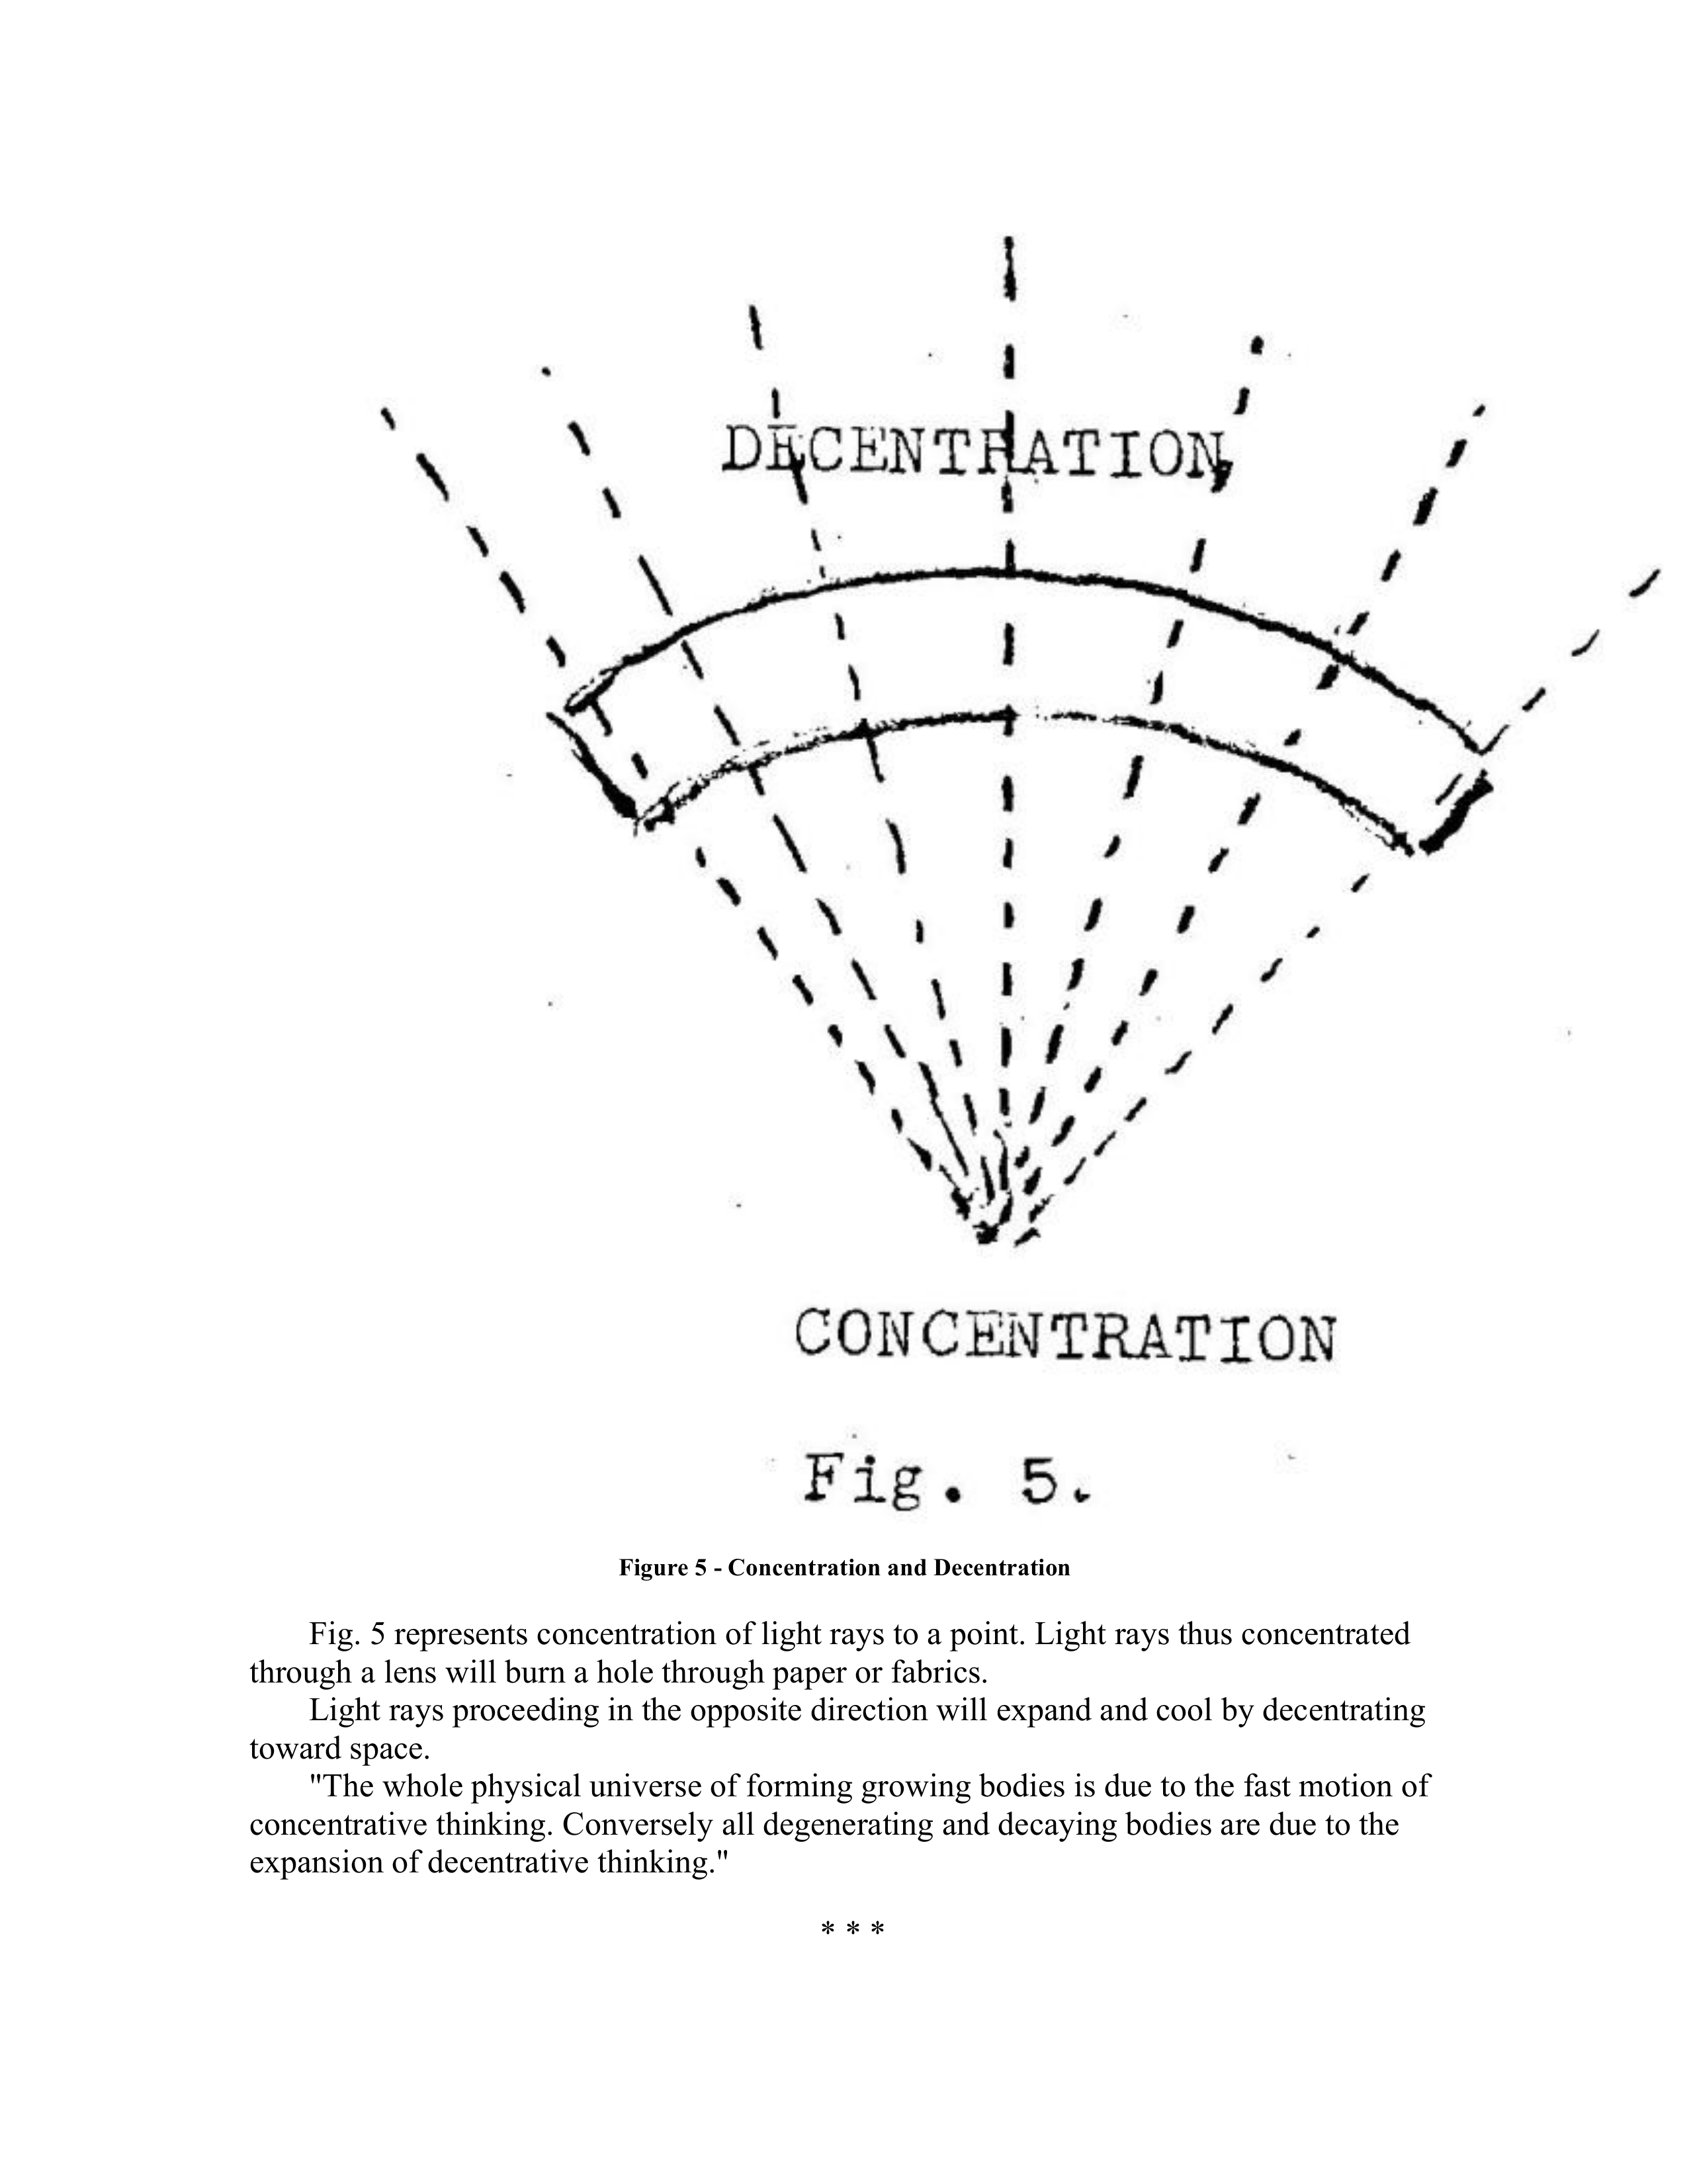 DECENTRATION
CONCENTRATION
Fig. 5.
Figure 5 - Concentration and Decentration
Fig. 5 represents concentration of light rays to a point. Light rays thus concentrated
through a lens will burn a hole through paper or fabrics.
Light rays proceeding in the opposite direction will expand and cool by decentrating
toward space.
"The whole physical universe of forming growing bodies is due to the fast motion of
concentrative thinking. Conversely all degenerating and decaying bodies are due to the
expansion of decentrative thinking."
* * *